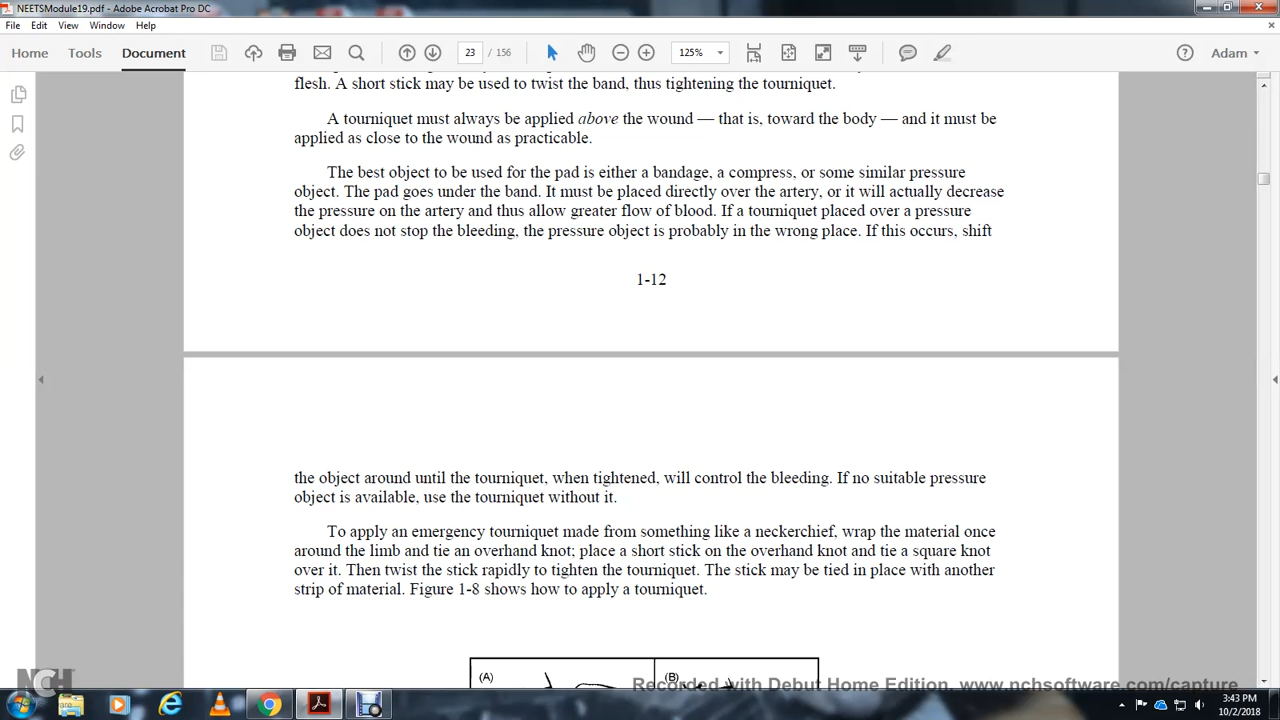 NEETSModule19.pdf - Adobe Acrobat Pro DC
File Edit View Window Help
Home Tools Document 23 / 156 125% Adam
flesh. A short stick may be used to twist the band, thus tightening the tourniquet.
A tourniquet must always be applied above the wound — that is, toward the body — and it must be
applied as close to the wound as practicable.
The best object to be used for the pad is either a bandage, a compress, or some similar pressure
object. The pad goes under the band. It must be placed directly over the artery, or it will actually decrease
the pressure on the artery and thus allow greater flow of blood. If a tourniquet placed over a pressure
object does not stop the bleeding, the pressure object is probably in the wrong place. If this occurs, shift
1-12
the object around until the tourniquet, when tightened, will control the bleeding. If no suitable pressure
object is available, use the tourniquet without it.
To apply an emergency tourniquet made from something like a neckerchief, wrap the material once
around the limb and tie an overhand knot; place a short stick on the overhand knot and tie a square knot
over it. Then twist the stick rapidly to tighten the tourniquet. The stick may be tied in place with another
strip of material. Figure 1-8 shows how to apply a tourniquet.
(A) (B)
NCH
Recorded with Debut Home Edition. www.nchsoftware.com/capture
3:43 PM
10/2/2018